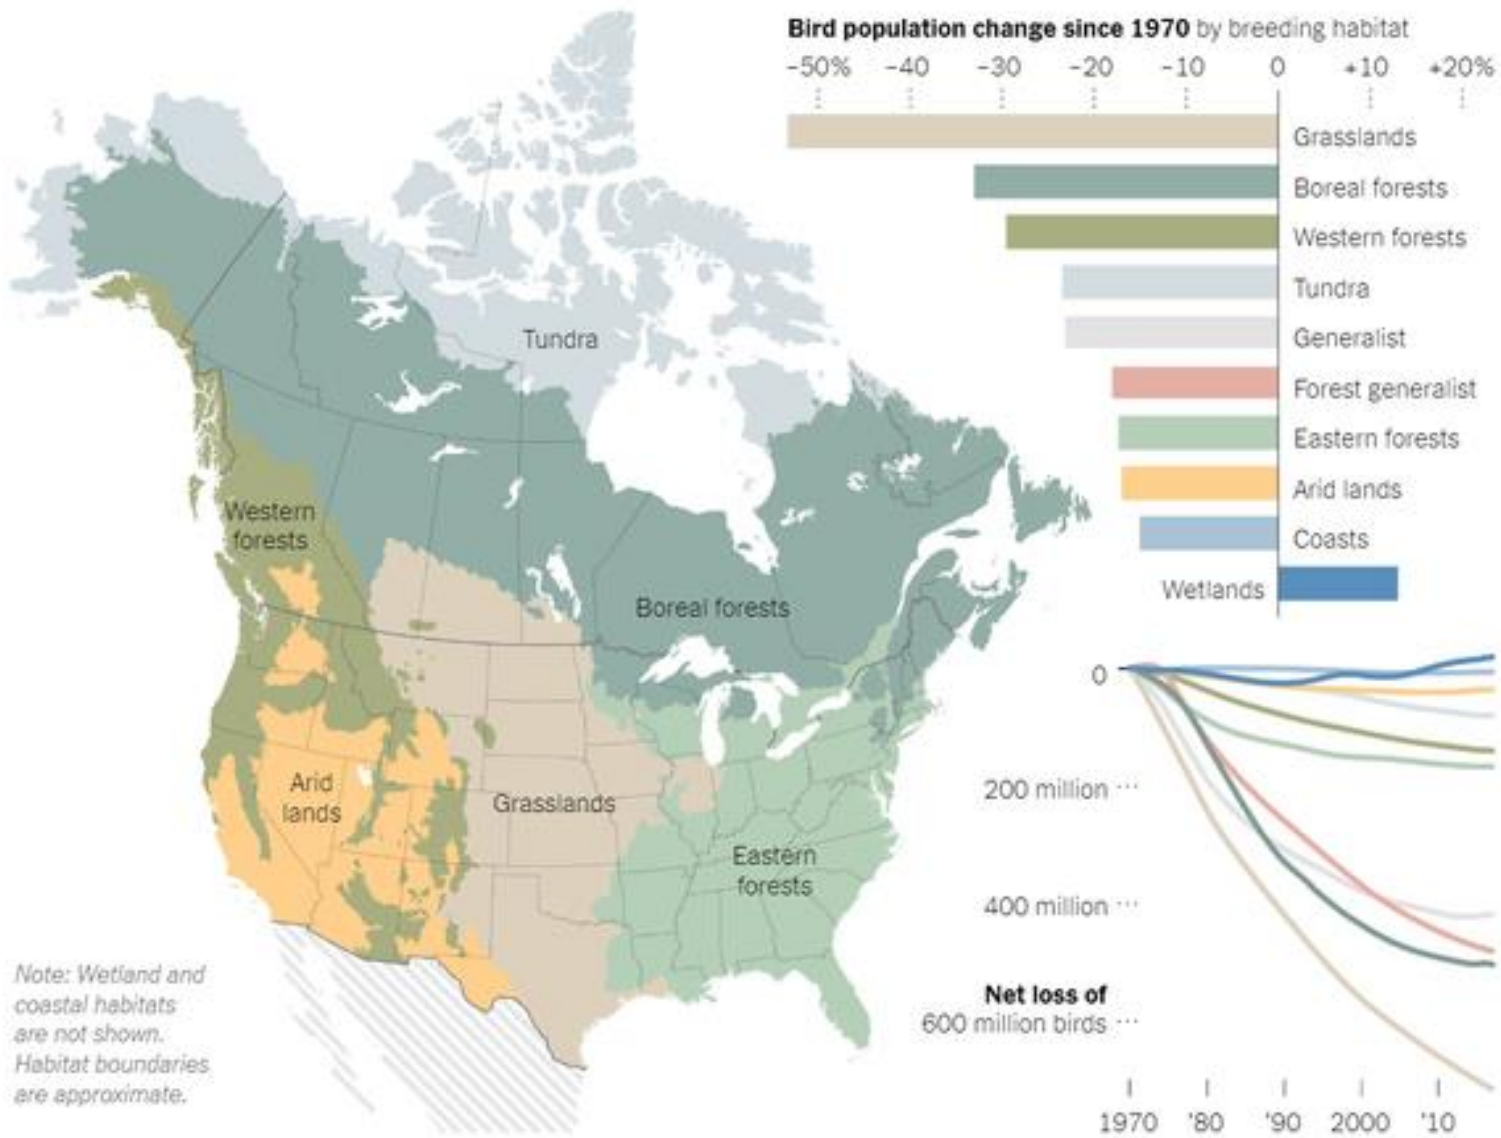 Bird population change since 1970 by breeding habitat
−50% −40 −30 −20 −10 0 +10 +20%
Grasslands
Boreal forests
Western forests
Tundra
Generalist
Forest generalist
Eastern forests
Arid lands
Coasts
Wetlands
Tundra
Western
forests
Boreal forests
Arid
lands
Grasslands
Eastern
forests
0
200 million
400 million
Net loss of
600 million birds
1970 '80 '90 2000 '10
Note: Wetland and
coastal habitats
are not shown.
Habitat boundaries
are approximate.